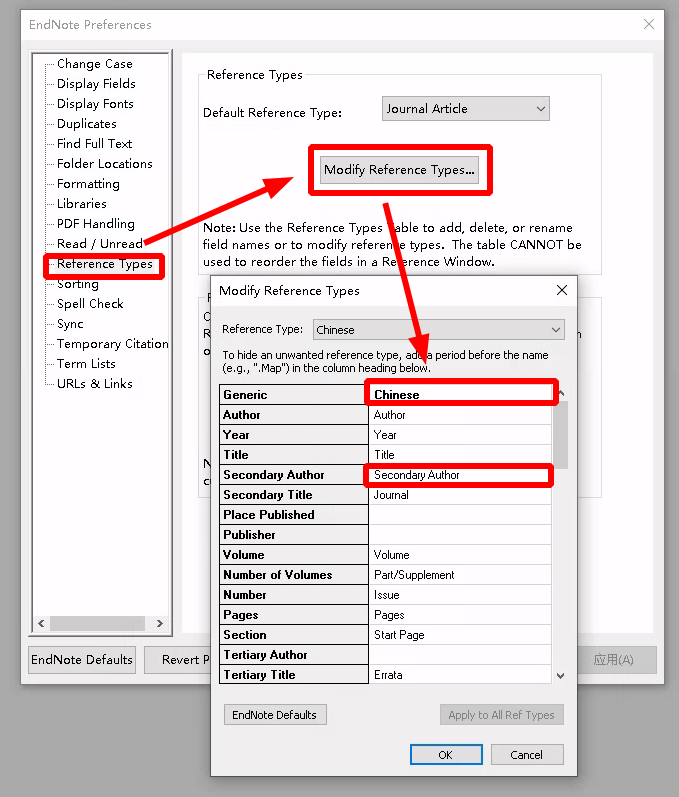 EndNote Preferences
Change Case
Display Fields
Display Fonts
Duplicates
Find Full Text
Folder Locations
Formatting
Libraries
PDF Handling
Read / Unread
Reference Types
Sorting
Spell Check
Sync
Temporary Citation
Term Lists
URLs & Links
Reference Types
Default Reference Type:
Journal Article
Modify Reference Types...
Note: Use the Reference Types Table to add, delete, or rename
field names or to modify reference types. The table CANNOT be
used to reorder the fields in a Reference Window.
Modify Reference Types
Reference Type:
Chinese
To hide an unwanted reference type, add a period before the name
(e.g., ".Map") in the column heading below.
Generic Chinese
Author Author
Year Year
Title Title
Secondary Author Secondary Author
Secondary Title Journal
Place Published
Publisher
Volume Volume
Number of Volumes Part/Supplement
Number Issue
Pages Pages
Section Start Page
Tertiary Author
Tertiary Title Errata
EndNote Defaults
Apply to All Ref Types
OK
Cancel
EndNote Defaults
Revert P
应用(A)